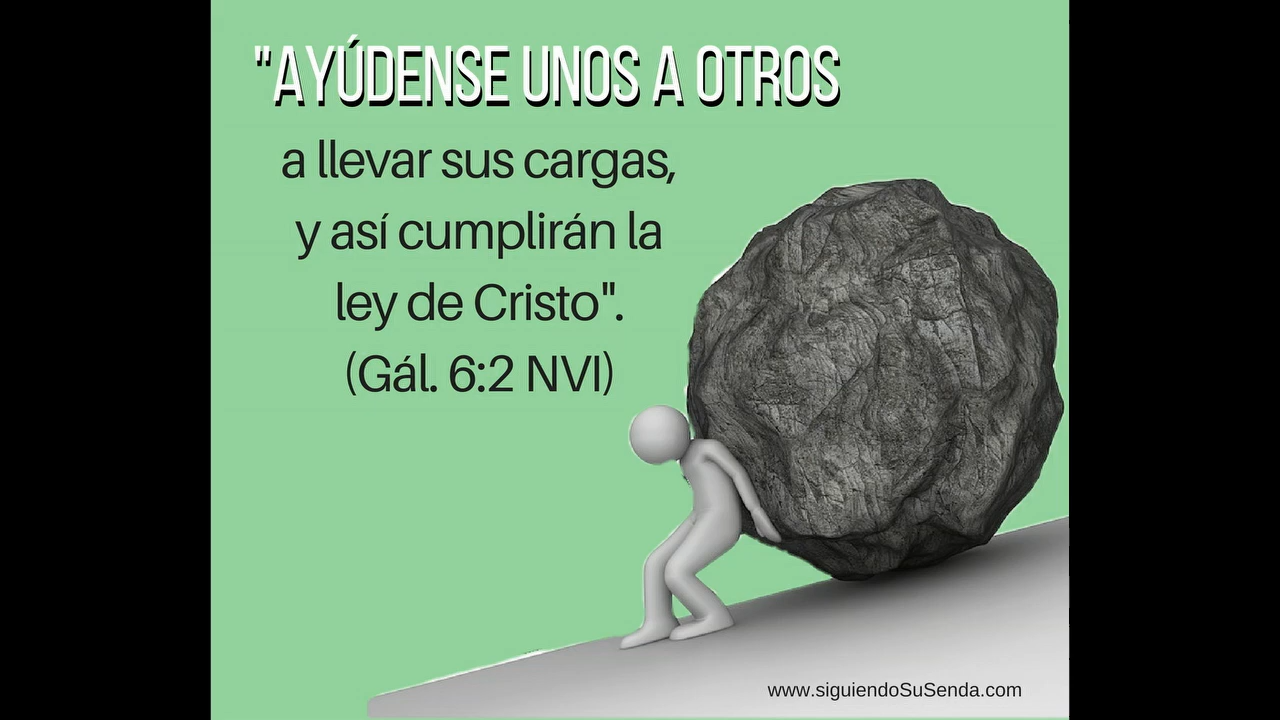 "AYÚDENSE UNOS A OTROS
a llevar sus cargas,
y así cumplirán la
ley de Cristo".
(Gál. 6:2 NVI)
www.siguiendoSuSenda.com